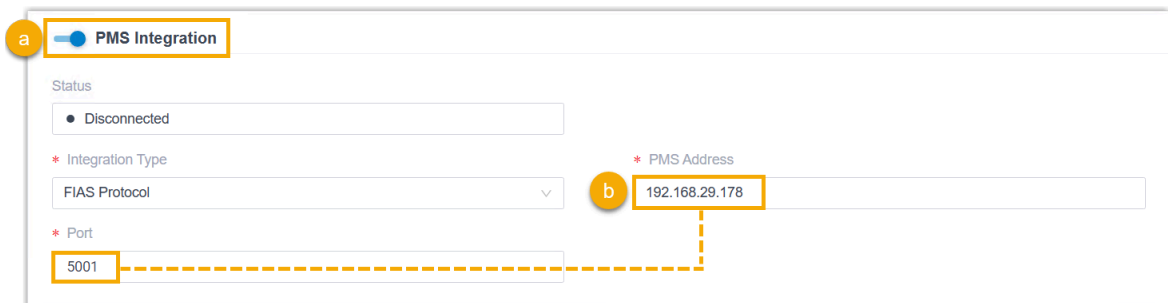 a
PMS Integration
Status
Disconnected
* Integration Type
* PMS Address
FIAS Protocol
b
192.168.29.178
* Port
5001